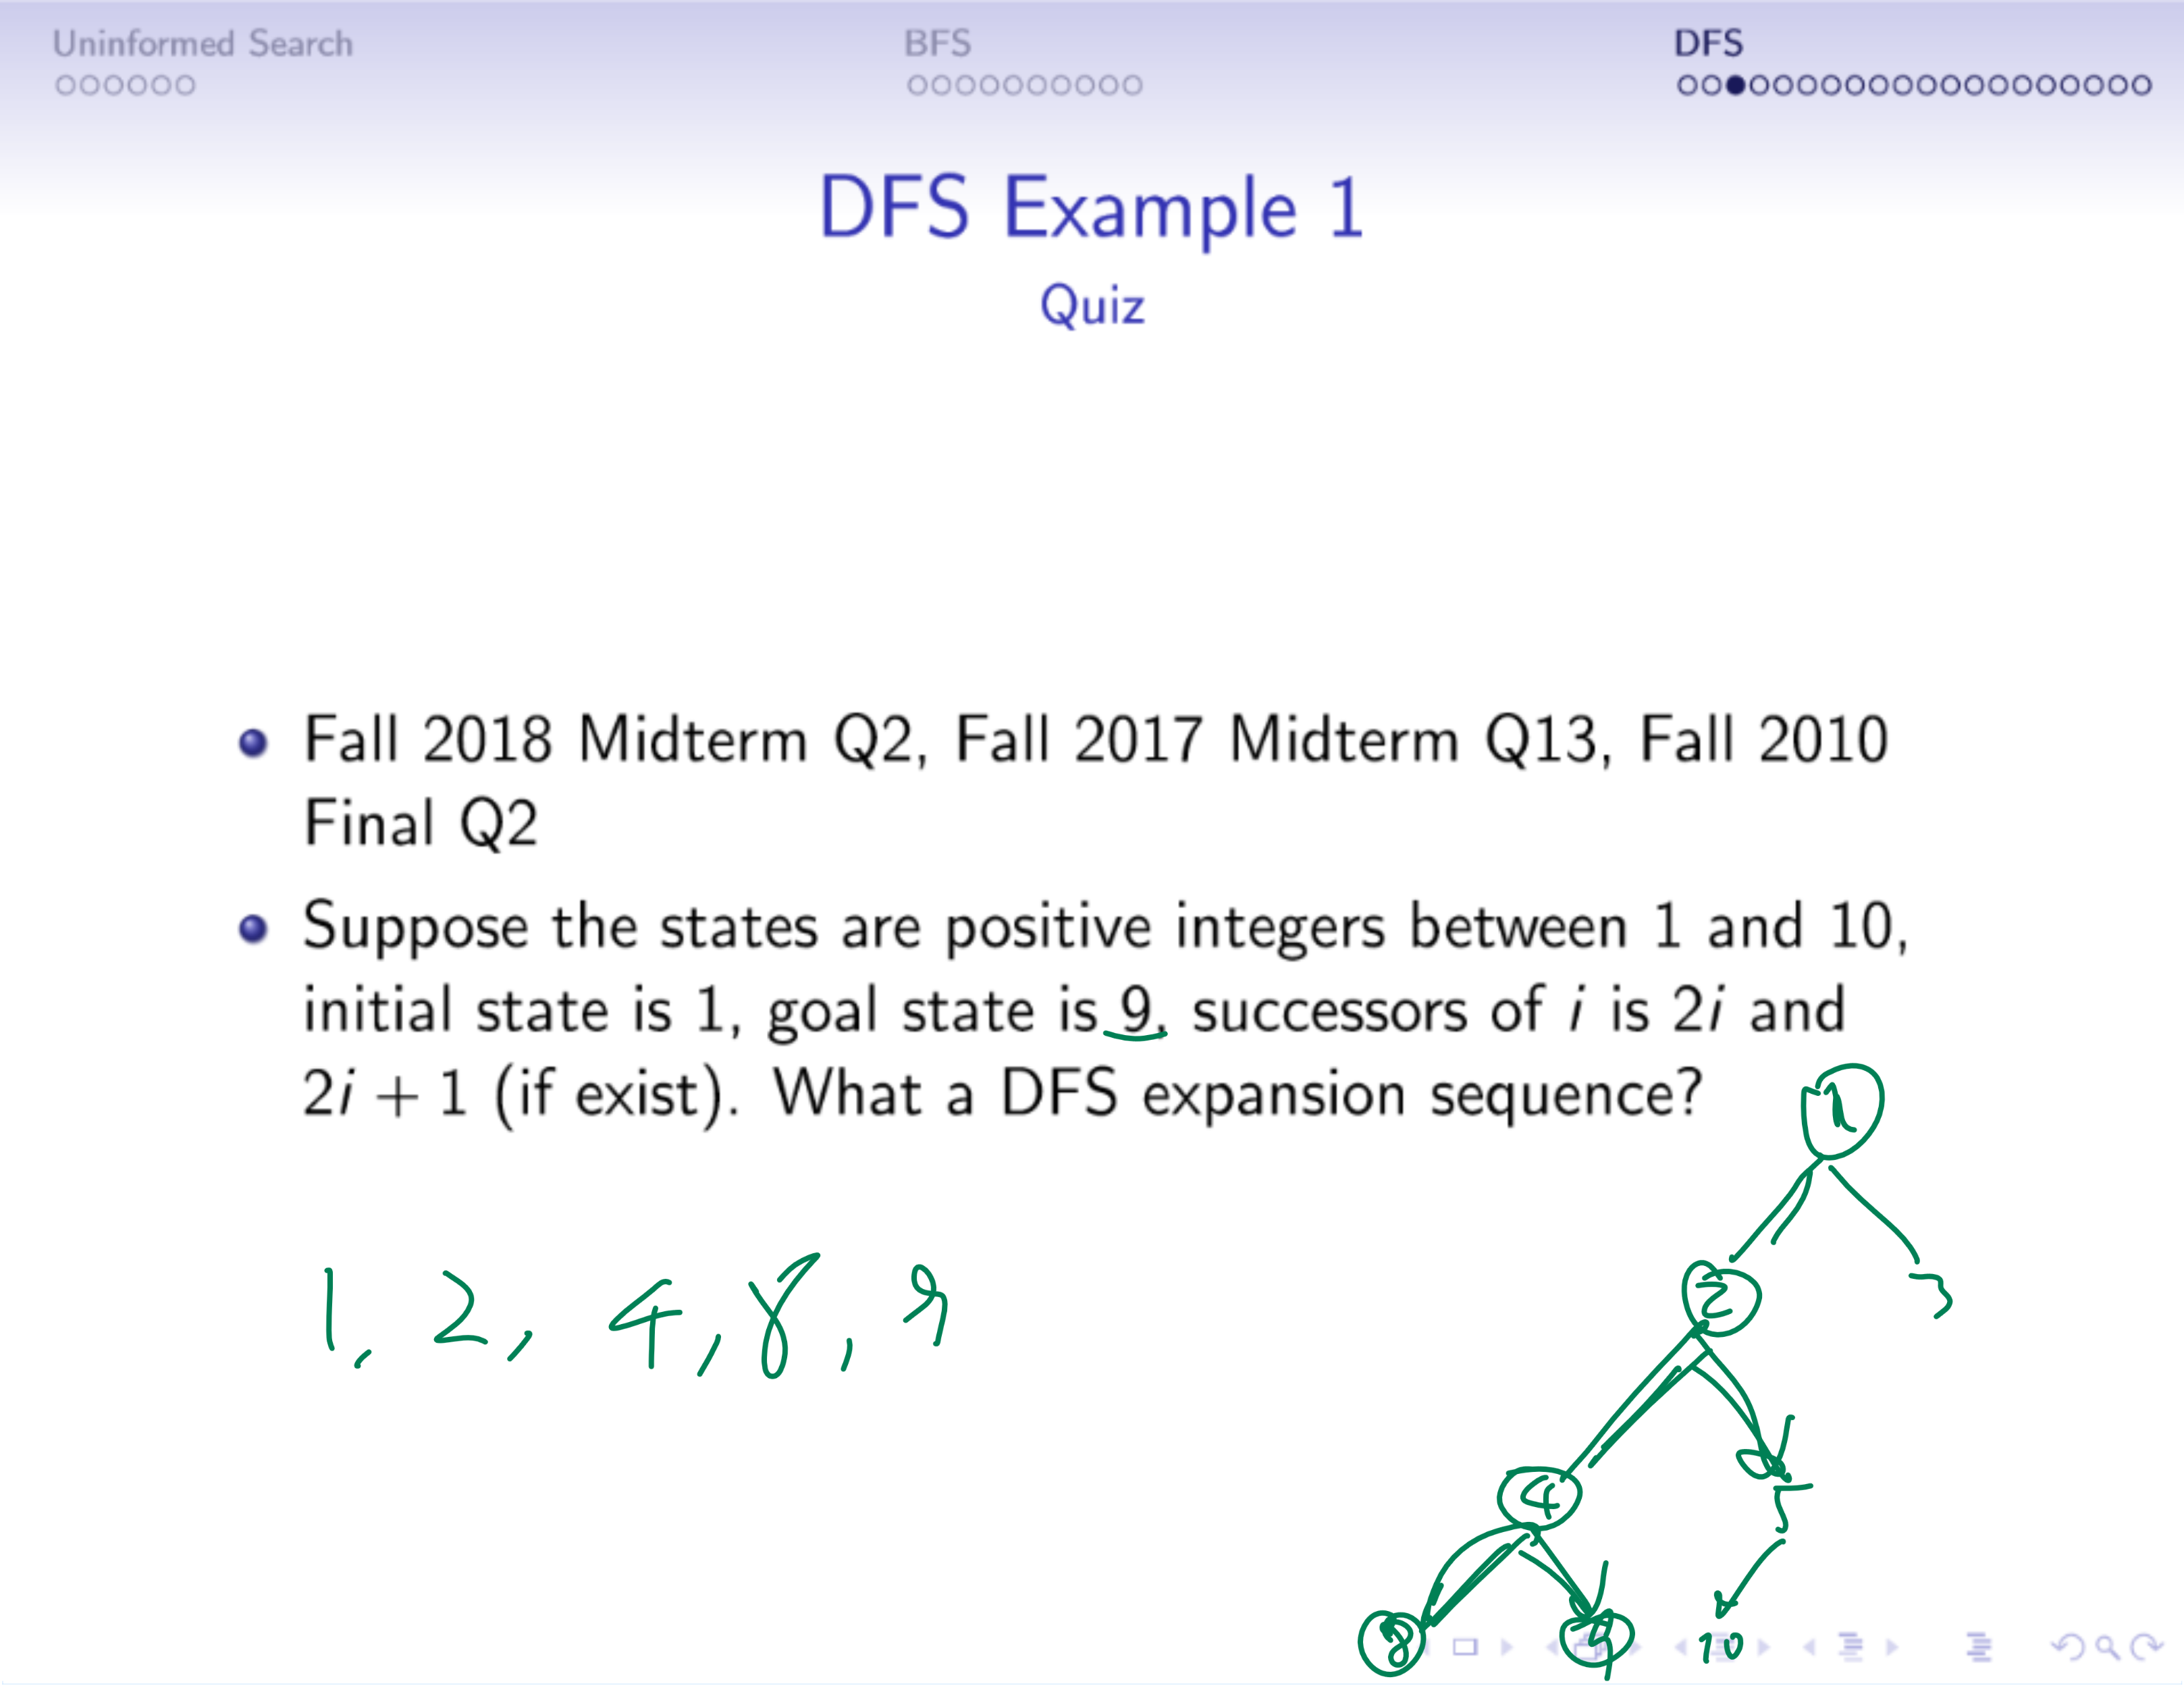 Uninformed Search BFS DFS
DFS Example 1
Quiz
Fall 2018 Midterm Q2, Fall 2017 Midterm Q13, Fall 2010
Final Q2
Suppose the states are positive integers between 1 and 10,
initial state is 1, goal state is 9, successors of i is 2i and
2i + 1 (if exist). What a DFS expansion sequence?
1
1, 2, 4, 8, 9
2 3
4 5
8 9 10